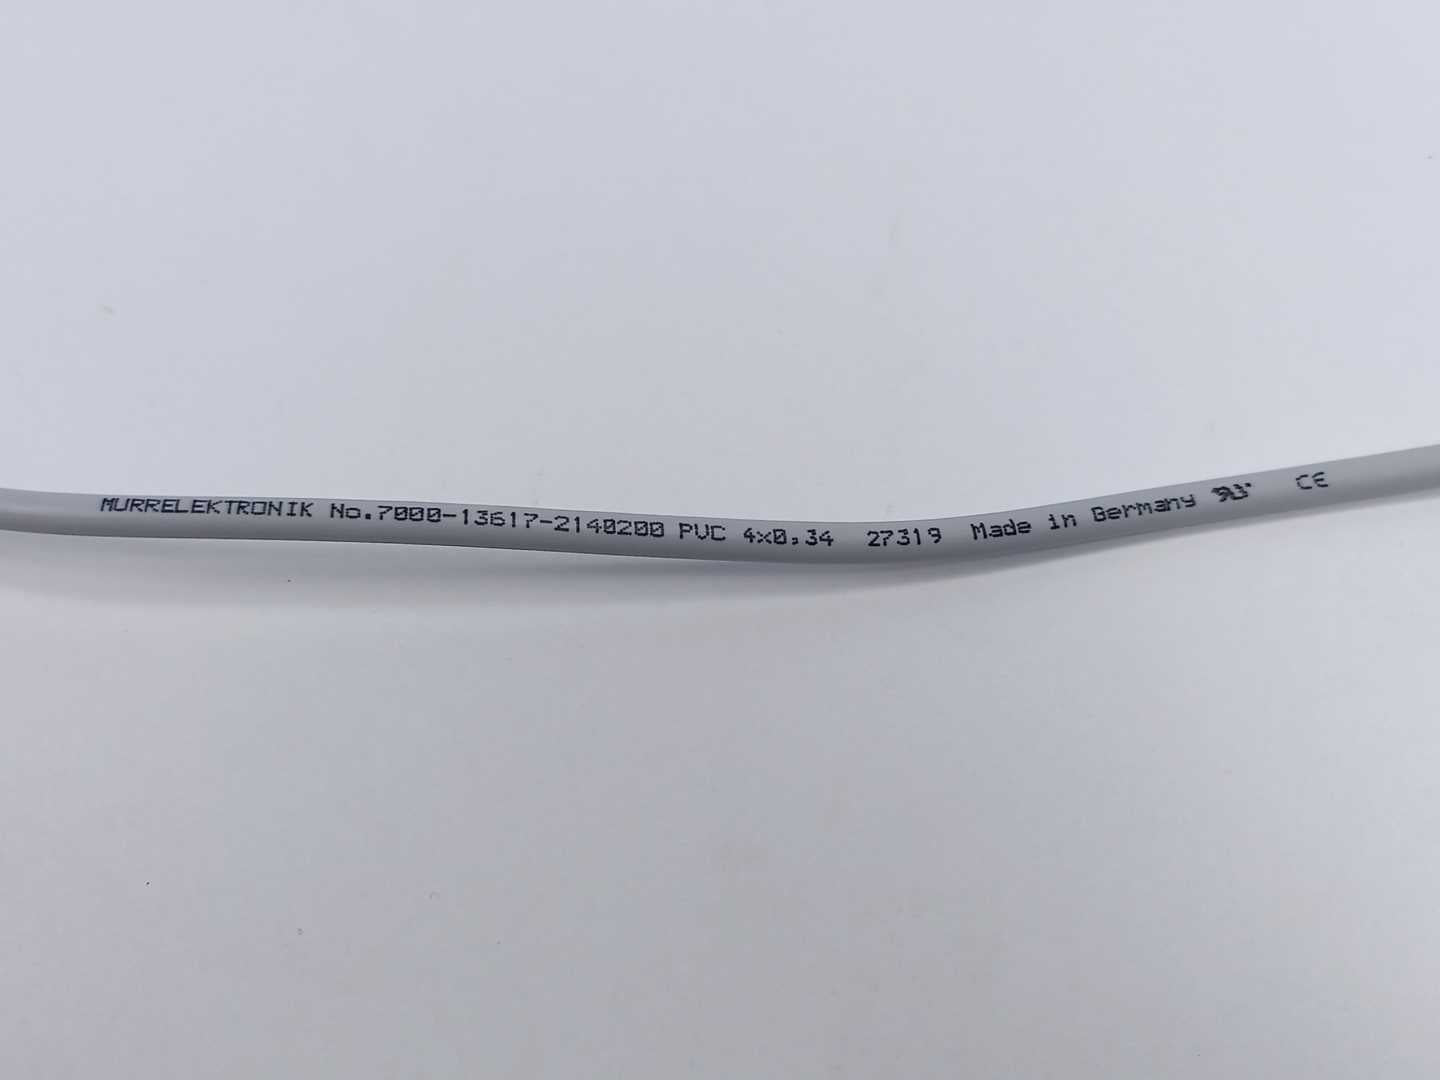 MURRELEKTRONIK No.7000-13617-2140200 PVC 4x0,34 27319 Made in Germany CE